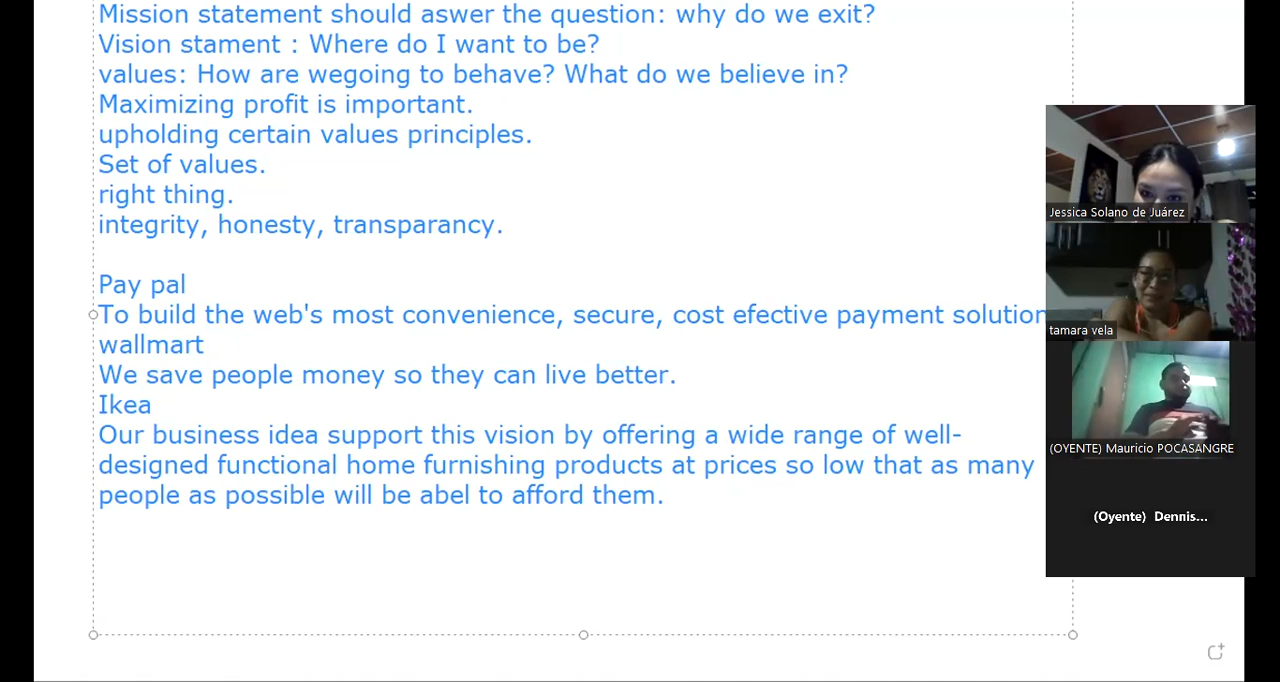 Mission statement should aswer the question: why do we exit?
Vision stament : Where do I want to be?
values: How are wegoing to behave? What do we believe in?
Maximizing profit is important.
upholding certain values principles.
Set of values.
right thing.
integrity, honesty, transparancy.
Pay pal
To build the web's most convenience, secure, cost efective payment solution
wallmart
We save people money so they can live better.
Ikea
Our business idea support this vision by offering a wide range of well-
designed functional home furnishing products at prices so low that as many
people as possible will be abel to afford them.
Jessica Solano de Juárez
tamara vela
(OYENTE) Mauricio POCASANGRE
(Oyente) Dennis...